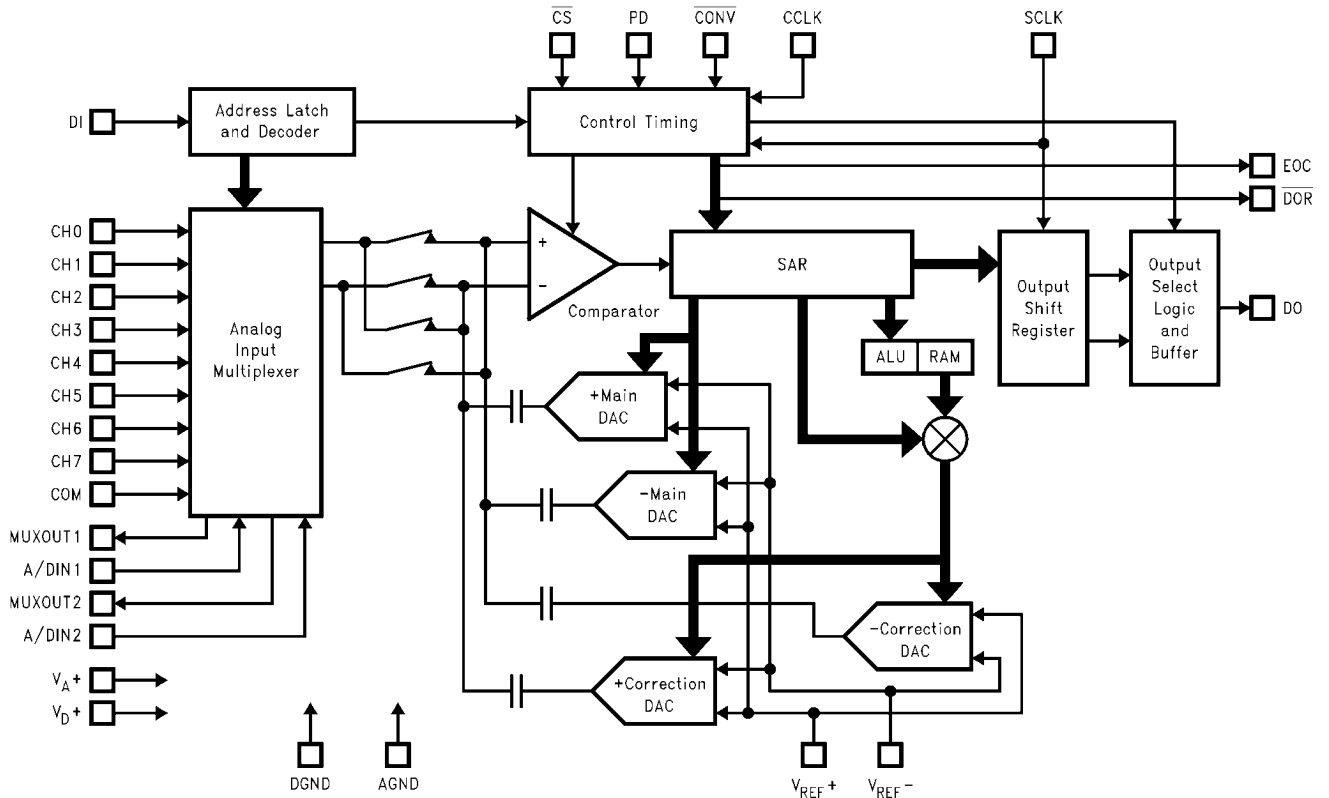 CS PD CONV CCLK SCLK
DI
Address Latch
and Decoder
Control Timing
EOC
DOR
CH0
CH1
CH2
CH3
CH4
CH5
CH6
CH7
COM
MUXOUT1
A/DIN1
MUXOUT2
A/DIN2
VA+
VD+
Analog
Input
Multiplexer
+
−
Comparator
SAR
ALU RAM
Output
Shift
Register
Output
Select
Logic
and
Buffer
DO
+Main
DAC
−Main
DAC
−Correction
DAC
+Correction
DAC
DGND AGND VREF+ VREF−